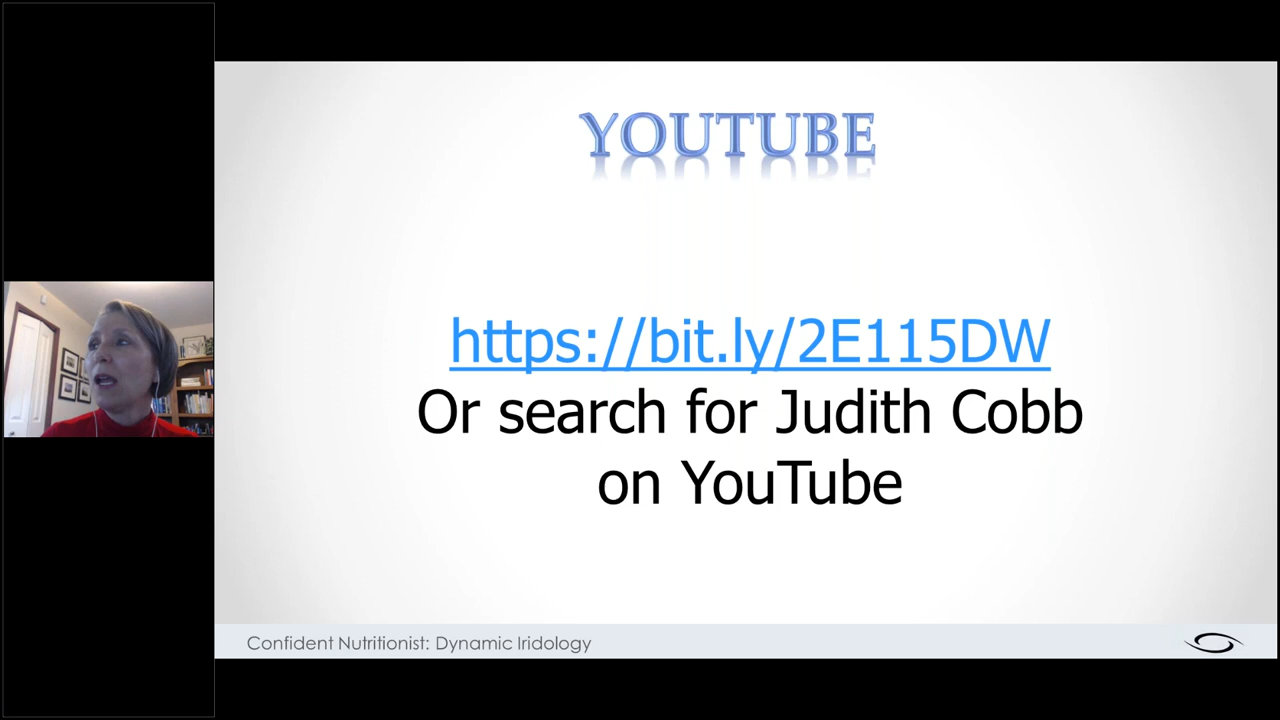 YOUTUBE
https://bit.ly/2E115DW
Or search for Judith Cobb
on YouTube
Confident Nutritionist: Dynamic Iridology